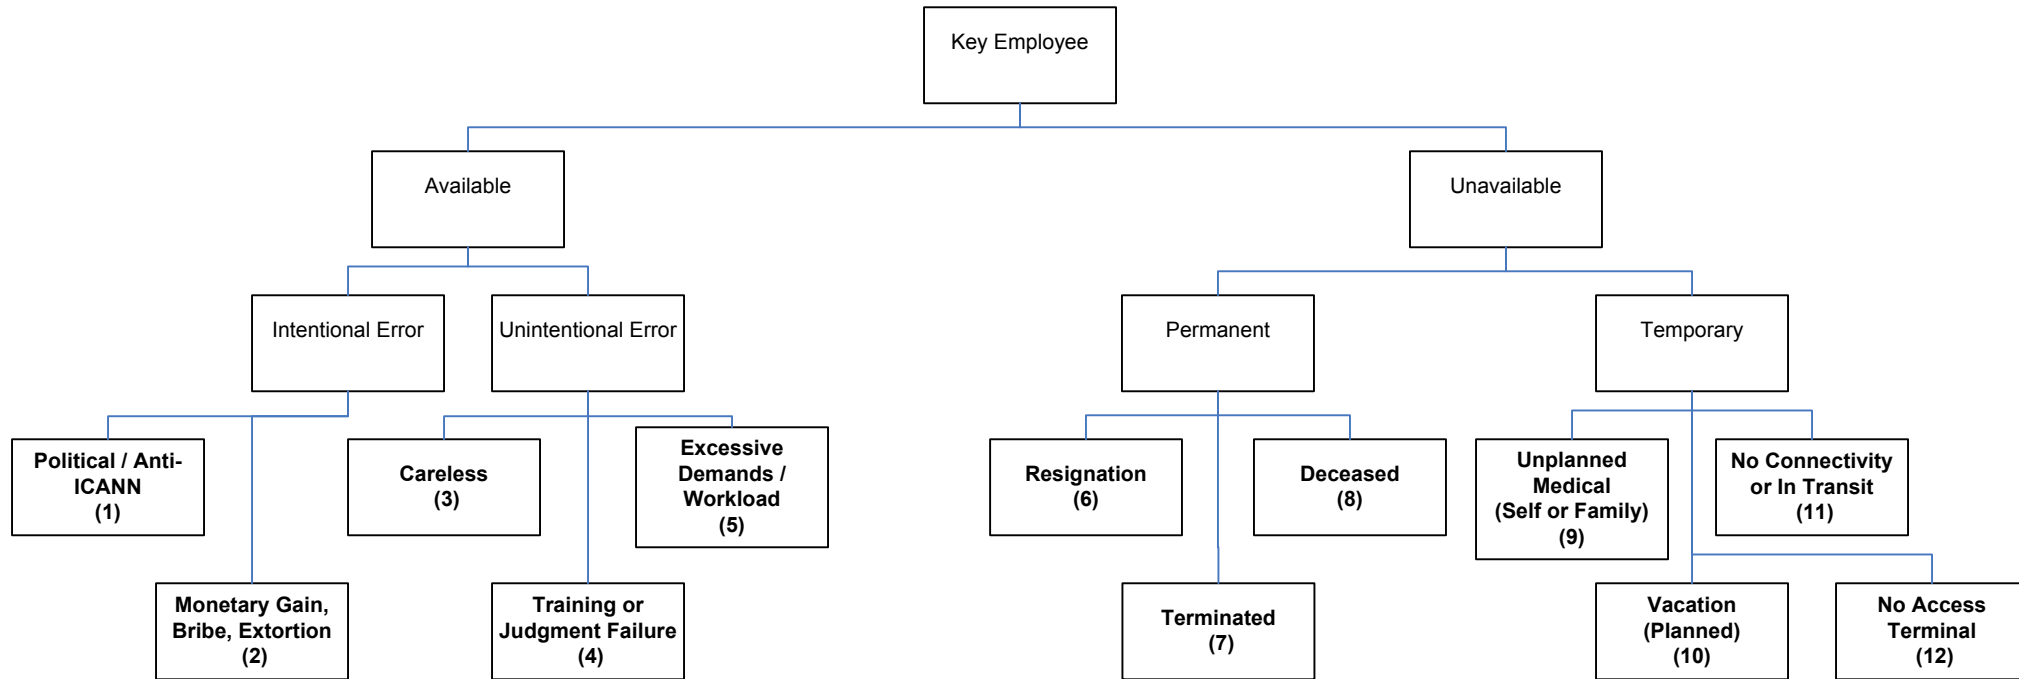 Key Employee
Available
Unavailable
Intentional Error
Unintentional Error
Permanent
Temporary
Political / Anti-
ICANN
(1)
Careless
(3)
Excessive
Demands /
Workload
(5)
Resignation
(6)
Deceased
(8)
Unplanned
Medical
(Self or Family)
(9)
No Connectivity
or In Transit
(11)
Monetary Gain,
Bribe, Extortion
(2)
Training or
Judgment Failure
(4)
Terminated
(7)
Vacation
(Planned)
(10)
No Access
Terminal
(12)